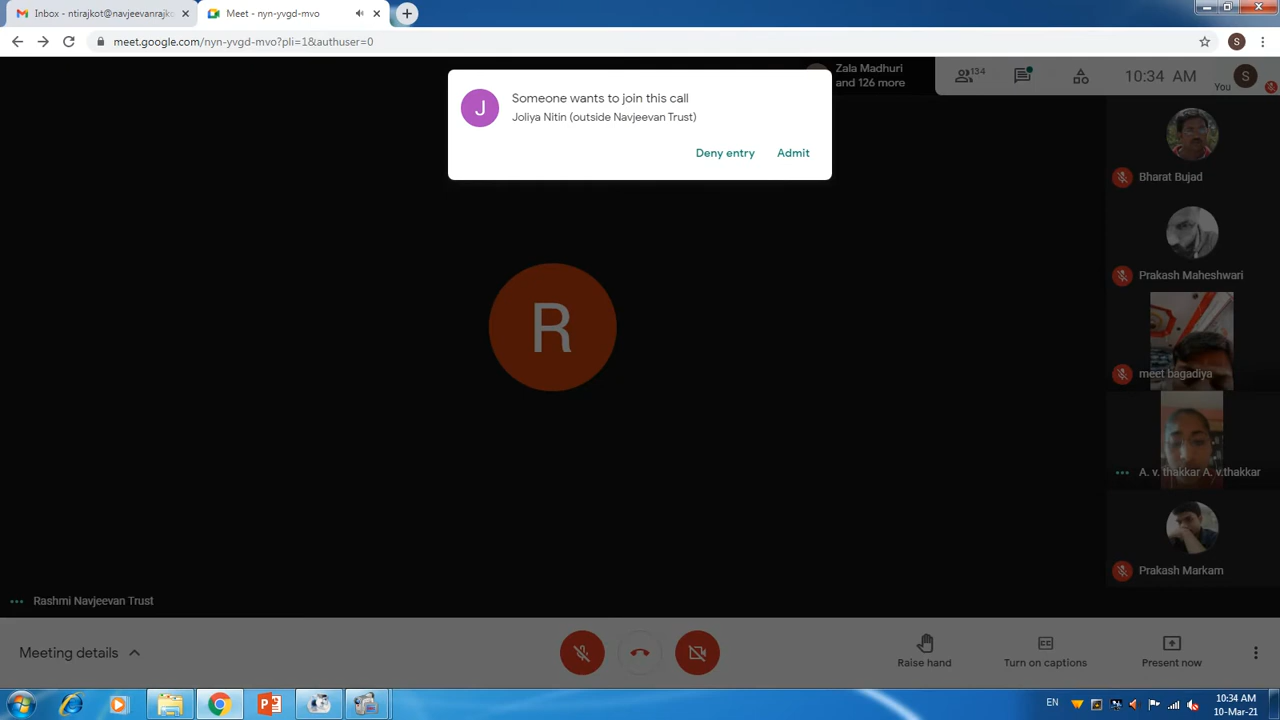 Inbox - ntirajkot@navjeevanrajko
Meet - nyn-yvgd-mvo
meet.google.com/nyn-yvgd-mvo?pli=1&authuser=0
S
Zala Madhuri
and 126 more
134
10:34 AM
S
You
J
Someone wants to join this call
Joliya Nitin (outside Navjeevan Trust)
Deny entry
Admit
Bharat Bujad
Prakash Maheshwari
R
meet bagadiya
A. v. thakkar A. v.thakkar
Prakash Markam
Rashmi Navjeevan Trust
Meeting details
Raise hand
Turn on captions
Present now
EN
10:34 AM
10-Mar-21